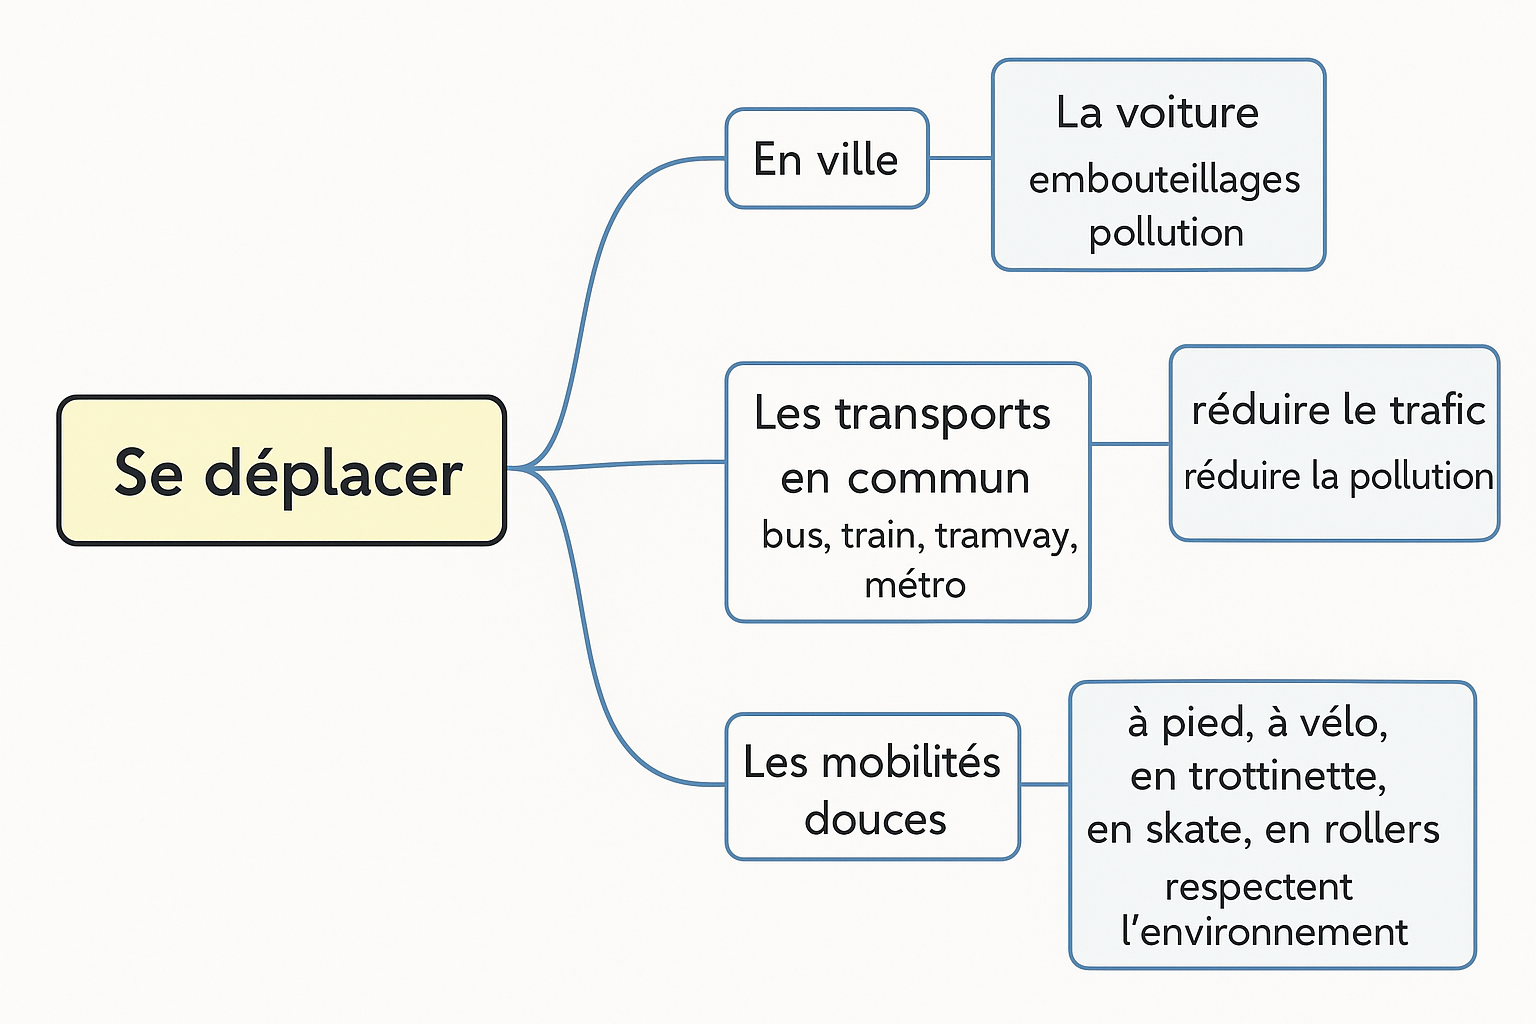 Se déplacer
En ville
La voiture
embouteillages
pollution
Les transports
en commun
bus, train, tramvay,
métro
réduire le trafic
réduire la pollution
Les mobilités
douces
à pied, à vélo,
en trottinette,
en skate, en rollers
respectent
l'environnement